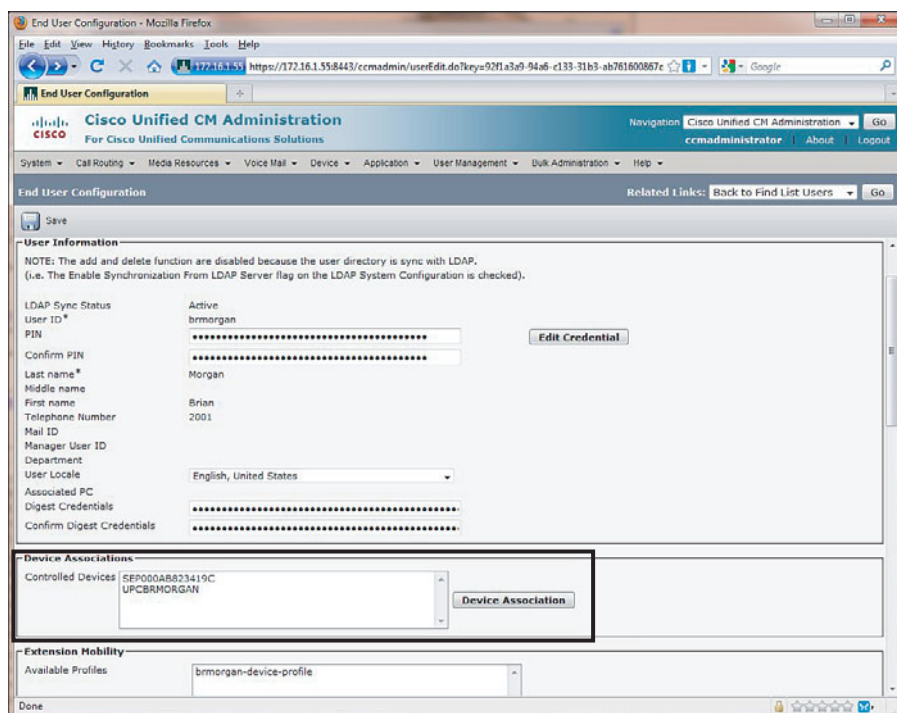 End User Configuration - Mozilla Firefox
File Edit View History Bookmarks Tools Help
172.16.1.55 https://172.16.1.55:8443/ccmadmin/userEdit.do?key=92f1a3a9-94a6-c133-31b3-ab761600867c Google
End User Configuration
CISCO
Cisco Unified CM Administration
For Cisco Unified Communications Solutions
Navigation Cisco Unified CM Administration Go
ccmadministrator About Logout
System Call Routing Media Resources Voice Mail Device Application User Management Bulk Administration Help
End User Configuration Related Links: Back to Find List Users Go
Save
User Information
NOTE: The add and delete function are disabled because the user directory is sync with LDAP.
(i.e. The Enable Synchronization From LDAP Server flag on the LDAP System Configuration is checked).
LDAP Sync Status Active
User ID* brmorgan
PIN Edit Credential
Confirm PIN
Last name* Morgan
Middle name
First name Brian
Telephone Number 2001
Mail ID
Manager User ID
Department
User Locale English, United States
Associated PC
Digest Credentials
Confirm Digest Credentials
Device Associations
Controlled Devices SEP000AB823419C
UPCBRMORGAN
Device Association
Extension Mobility
Available Profiles brmorgan-device-profile
Done